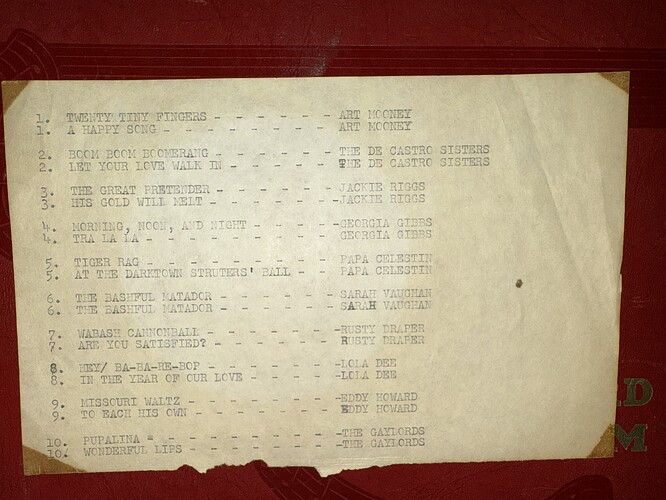 1. TWENTY TINY FINGERS - - - - - - -ART MOONEY
1. A HAPPY SONG - - - - - - - - - - ART MOONEY
2. BOOM BOOM BOOMERANG - - - - - - -THE DE CASTRO SISTERS
2. LET YOUR LOVE WALK IN - - - - - -THE DE CASTRO SISTERS
3. THE GREAT PRETENDER - - - - - - -JACKIE RIGGS
3. HIS GOLD WILL MELT - - - - - - -JACKIE RIGGS
4. MORNING, NOON, AND NIGHT - - - - -GEORGIA GIBBS
4. TRA LA LA - - - - - - - - - - - GEORGIA GIBBS
5. TIGER RAG - - - - - - - - - - - PAPA CELESTIN
5. AT THE DARKTOWN STRUTERS' BALL - - - PAPA CELESTIN
6. THE BASHFUL MATADOR - - - - - - - SARAH VAUGHAN
6. THE BASHFUL MATADOR - - - - - - - SARAH VAUGHAN
7. WABASH CANNONBALL - - - - - - - -RUSTY DRAPER
7. ARE YOU SATISFIED? - - - - - - - RUSTY DRAPER
8. HEY/ BA-BA-RE-BOP - - - - - - - -LOLA DEE
8. IN THE YEAR OF OUR LOVE - - - - - -LOLA DEE
9. MISSOURI WALTZ - - - - - - - - - -EDDY HOWARD
9. TO EACH HIS OWN - - - - - - - - - EDDY HOWARD
10. PUPALINA = - - - - - - - - - - -THE GAYLORDS
10. WONDERFUL LIPS - - - - - - - - - -THE GAYLORDS